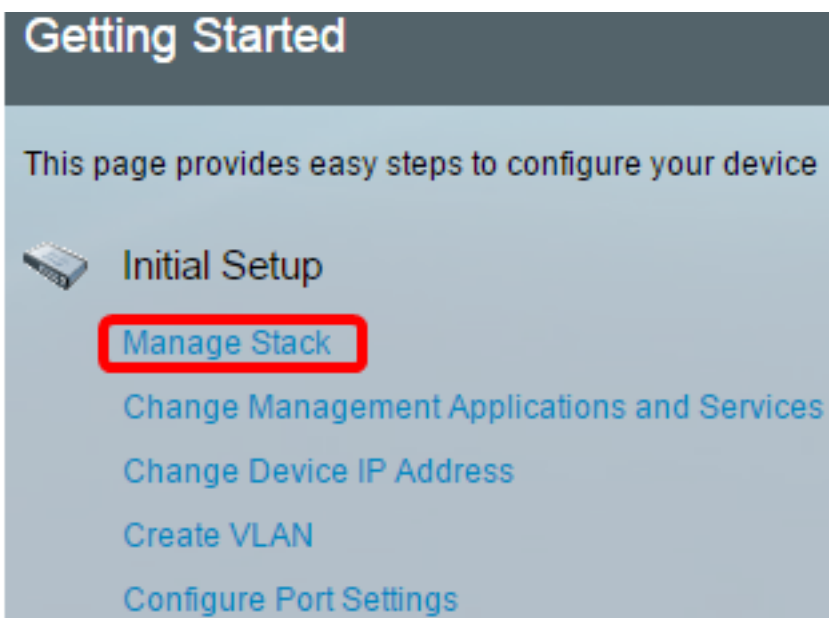 Getting Started
This page provides easy steps to configure your device
Initial Setup
Manage Stack
Change Management Applications and Services
Change Device IP Address
Create VLAN
Configure Port Settings